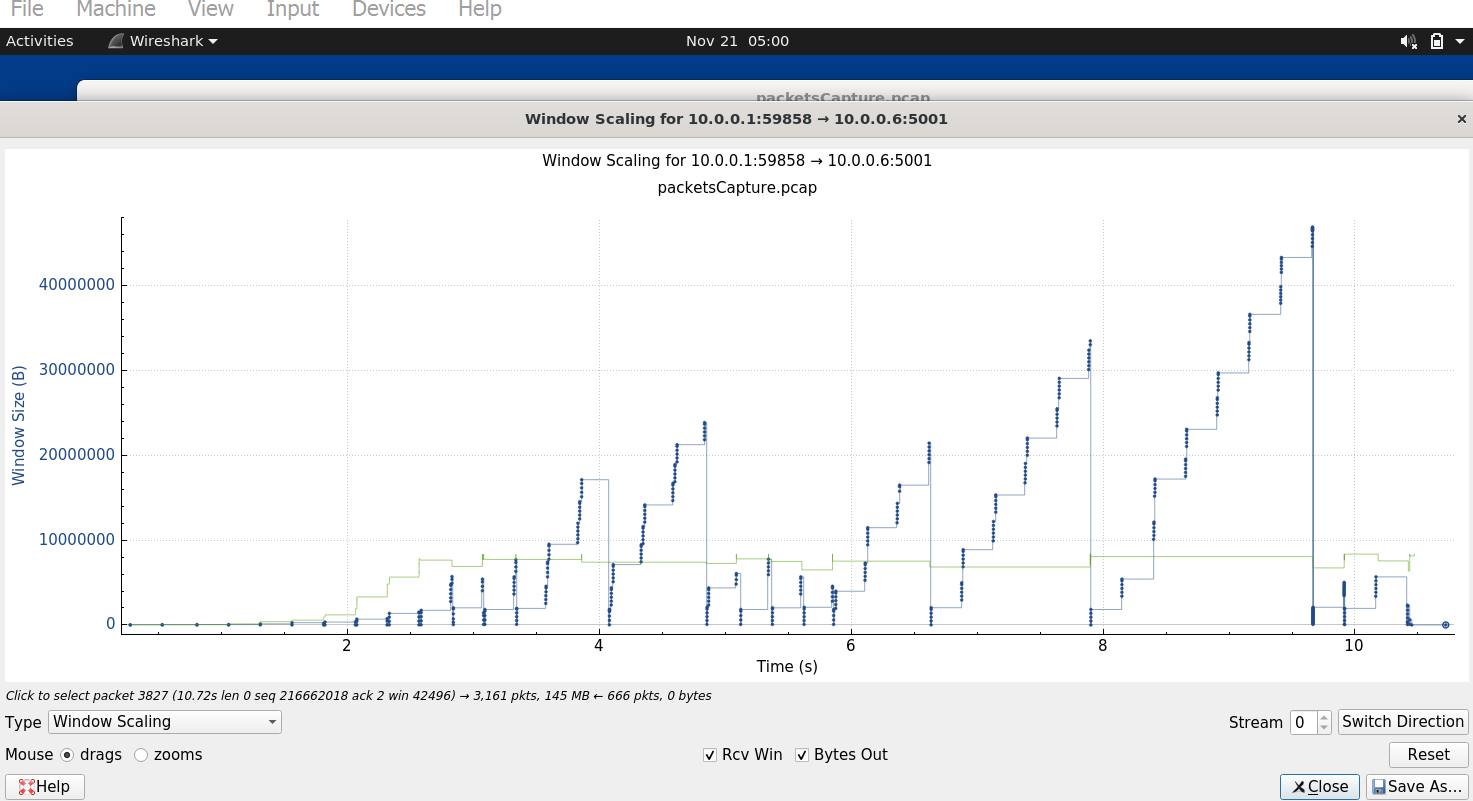 File Machine View Input Devices Help
Activities Wireshark Nov 21 05:00
packetsCapture.pcap
Window Scaling for 10.0.0.1:59858 → 10.0.0.6:5001 ×
Window Scaling for 10.0.0.1:59858 → 10.0.0.6:5001
packetsCapture.pcap
Window Size (B)
40000000
30000000
20000000
10000000
0
2 4 6 8 10
Time (s)
Click to select packet 3827 (10.72s len 0 seq 216662018 ack 2 win 42496) → 3,161 pkts, 145 MB ← 666 pkts, 0 bytes
Type Window Scaling Stream 0 Switch Direction
Mouse drags zooms Rcv Win Bytes Out Reset
Help Close Save As...